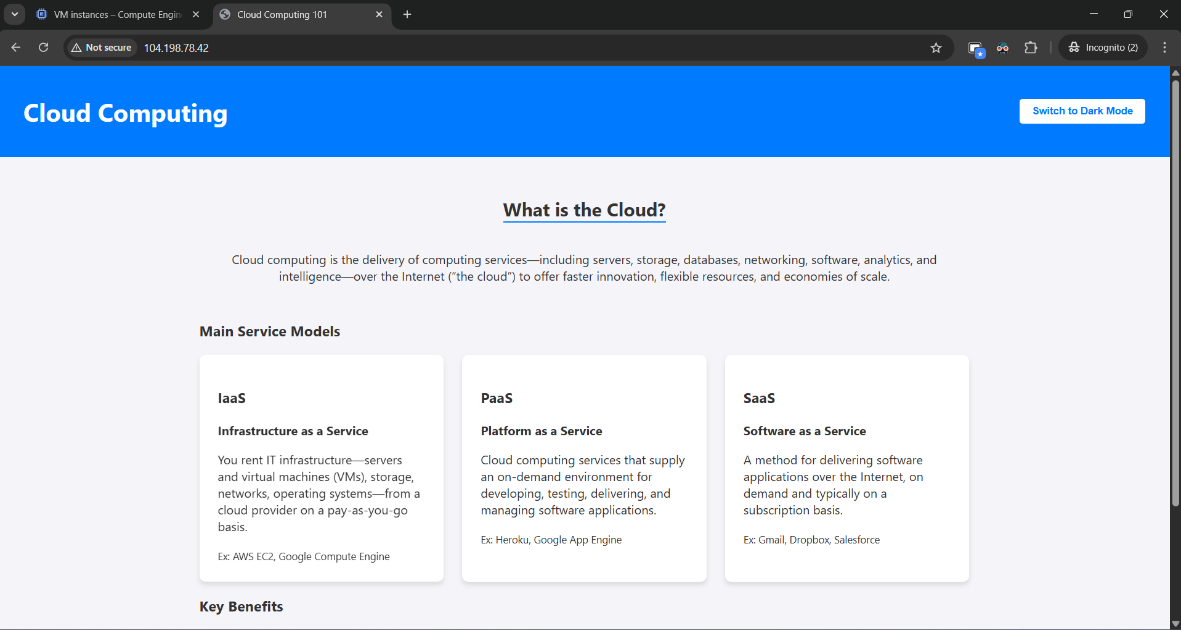 VM instances – Compute Engin
Cloud Computing 101
Not secure
104.198.78.42
Incognito (2)
Cloud Computing
Switch to Dark Mode
What is the Cloud?
Cloud computing is the delivery of computing services—including servers, storage, databases, networking, software, analytics, and
intelligence—over the Internet (“the cloud”) to offer faster innovation, flexible resources, and economies of scale.
Main Service Models
IaaS
Infrastructure as a Service
You rent IT infrastructure—servers
and virtual machines (VMs), storage,
networks, operating systems—from a
cloud provider on a pay-as-you-go
basis.
Ex: AWS EC2, Google Compute Engine
PaaS
Platform as a Service
Cloud computing services that supply
an on-demand environment for
developing, testing, delivering, and
managing software applications.
Ex: Heroku, Google App Engine
SaaS
Software as a Service
A method for delivering software
applications over the Internet, on
demand and typically on a
subscription basis.
Ex: Gmail, Dropbox, Salesforce
Key Benefits